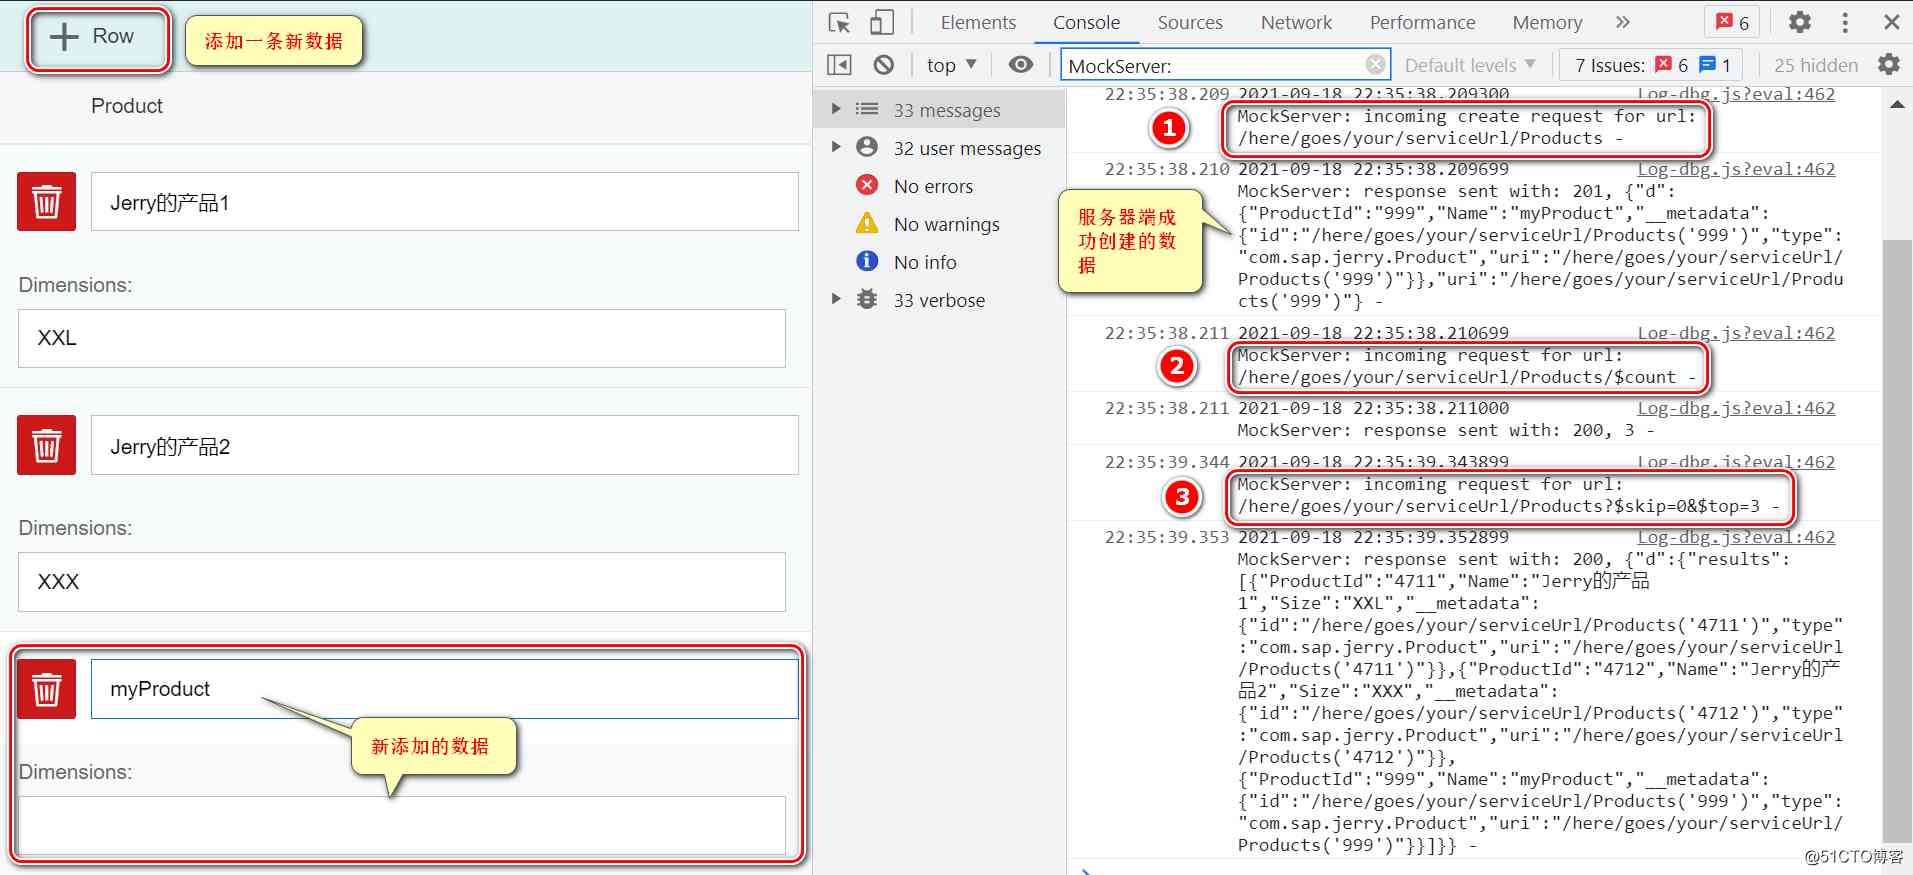 Row
添加一条新数据
Product
Jerry的产品1
Dimensions:
XXL
Jerry的产品2
Dimensions:
XXX
myProduct
新添加的数据
Dimensions:
Elements Console Sources Network Performance Memory » 6
top MockServer: Default levels 7 Issues: 6 1 25 hidden
33 messages
32 user messages
No errors
No warnings
No info
33 verbose
22:35:38.209 2021-09-18 22:35:38.209300 Log-dbg.js?eval:462
1
MockServer: incoming create request for url:
/here/goes/your/serviceUrl/Products -
22:35:38.210 2021-09-18 22:35:38.209699 Log-dbg.js?eval:462
服务器端成
功创建的数
据
MockServer: response sent with: 201, {"d":
{"ProductId":"999","Name":"myProduct","__metadata":
{"id":"/here/goes/your/serviceUrl/Products('999')","type":
"com.sap.jerry.Product","uri":"/here/goes/your/serviceUrl/
Products('999')"}},"uri":"/here/goes/your/serviceUrl/Produ
cts('999')"} -
22:35:38.211 2021-09-18 22:35:38.210699 Log-dbg.js?eval:462
2
MockServer: incoming request for url:
/here/goes/your/serviceUrl/Products/$count -
22:35:38.211 2021-09-18 22:35:38.211000 Log-dbg.js?eval:462
MockServer: response sent with: 200, 3 -
22:35:39.344 2021-09-18 22:35:39.343899 Log-dbg.js?eval:462
3
MockServer: incoming request for url:
/here/goes/your/serviceUrl/Products?$skip=0&$top=3 -
22:35:39.353 2021-09-18 22:35:39.352899 Log-dbg.js?eval:462
MockServer: response sent with: 200, {"d":{"results":
[{"ProductId":"4711","Name":"Jerry的产品
1","Size":"XXL","__metadata":
{"id":"/here/goes/your/serviceUrl/Products('4711')","type"
:"com.sap.jerry.Product","uri":"/here/goes/your/serviceUrl
/Products('4711')"}},{"ProductId":"4712","Name":"Jerry的产
品2","Size":"XXX","__metadata":
{"id":"/here/goes/your/serviceUrl/Products('4712')","type"
:"com.sap.jerry.Product","uri":"/here/goes/your/serviceUrl
/Products('4712')"}},
{"ProductId":"999","Name":"myProduct","__metadata":
{"id":"/here/goes/your/serviceUrl/Products('999')","type":
"com.sap.jerry.Product","uri":"/here/goes/your/serviceUrl/
Products('999')"}}]}} -
@51CTO博客